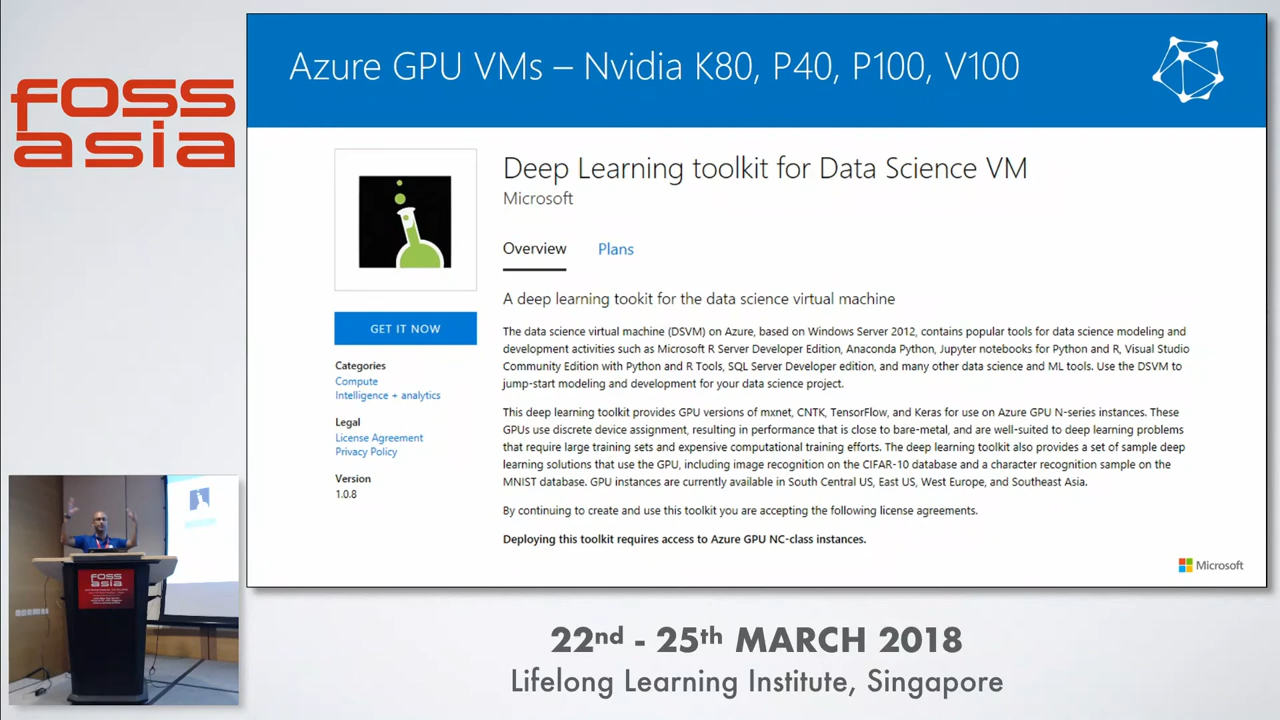 foss
asia
Azure GPU VMs – Nvidia K80, P40, P100, V100
Deep Learning toolkit for Data Science VM
Microsoft
Overview Plans
A deep learning tookit for the data science virtual machine
The data science virtual machine (DSVM) on Azure, based on Windows Server 2012, contains popular tools for data science modeling and
development activities such as Microsoft R Server Developer Edition, Anaconda Python, Jupyter notebooks for Python and R, Visual Studio
Community Edition with Python and R Tools, SQL Server Developer edition, and many other data science and ML tools. Use the DSVM to
jump-start modeling and development for your data science project.
This deep learning toolkit provides GPU versions of mxnet, CNTK, TensorFlow, and Keras for use on Azure GPU N-series instances. These
GPUs use discrete device assignment, resulting in performance that is close to bare-metal, and are well-suited to deep learning problems
that require large training sets and expensive computational training efforts. The deep learning toolkit also provides a set of sample deep
learning solutions that use the GPU, including image recognition on the CIFAR-10 database and a character recognition sample on the
MNIST database. GPU instances are currently available in South Central US, East US, West Europe, and Southeast Asia.
By continuing to create and use this toolkit you are accepting the following license agreements.
Deploying this toolkit requires access to Azure GPU NC-class instances.
GET IT NOW
Categories
Compute
Intelligence + analytics
Legal
License Agreement
Privacy Policy
Version
1.0.8
Microsoft
foss
asia
22nd - 25th MARCH 2018
Lifelong Learning Institute, Singapore